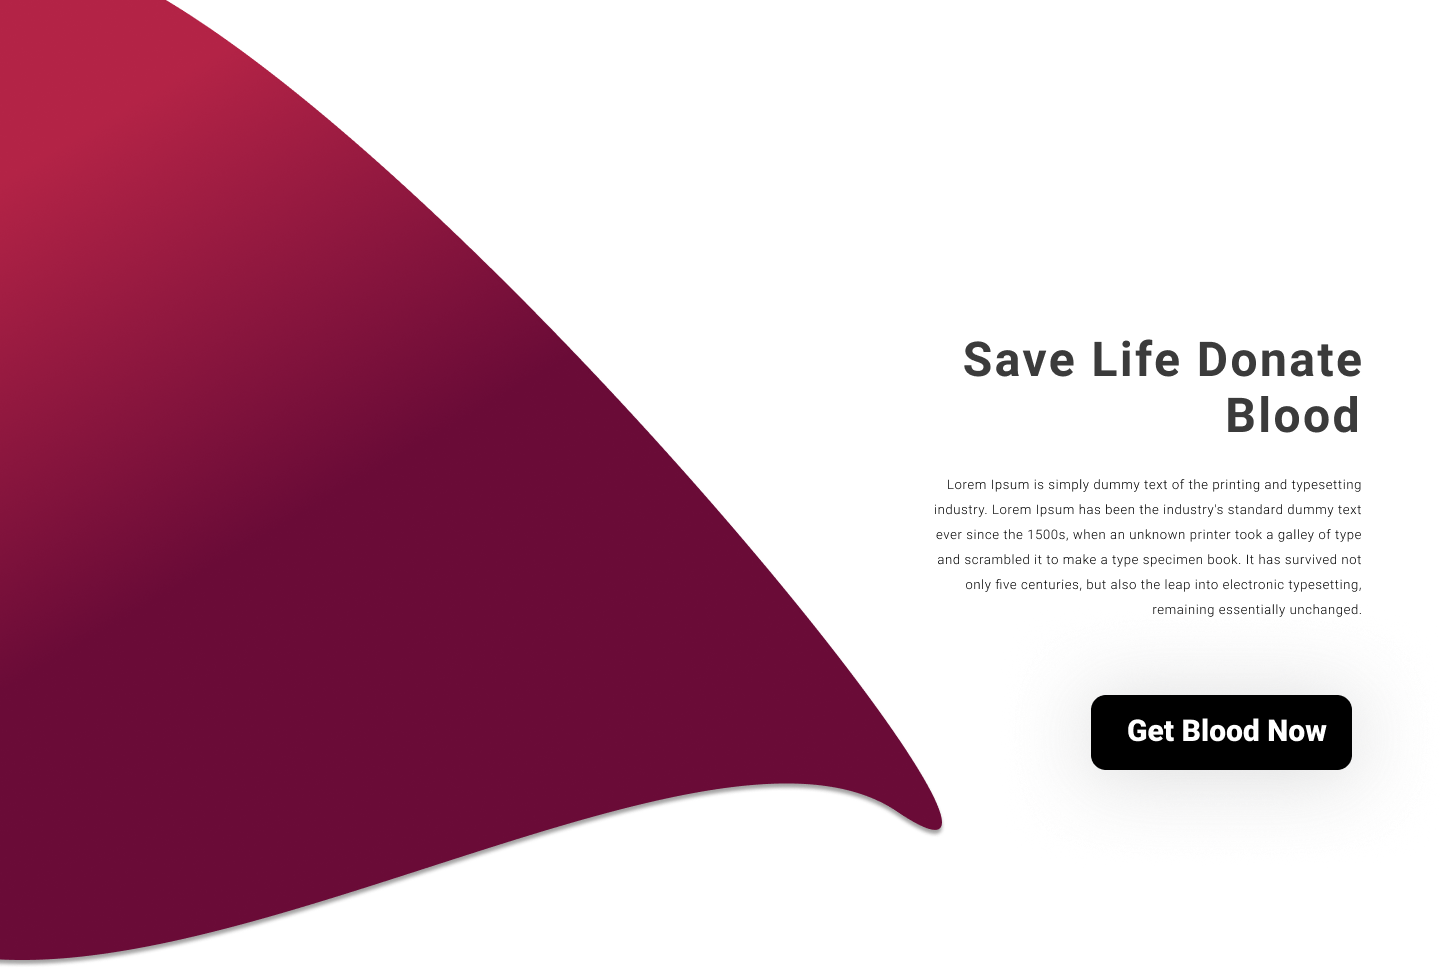 Save Life Donate
Blood
Lorem Ipsum is simply dummy text of the printing and typesetting
industry. Lorem Ipsum has been the industry's standard dummy text
ever since the 1500s, when an unknown printer took a galley of type
and scrambled it to make a type specimen book. It has survived not
only five centuries, but also the leap into electronic typesetting,
remaining essentially unchanged.
Get Blood Now